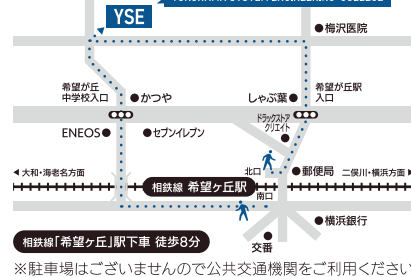 YSE
梅沢医院
希望が丘
中学校入口
かつや
しゃぶ葉
希望が丘駅
入口
ENEOS
セブンイレブン
ドラッグストア
クリエイト
大和・海老名方面
北口
郵便局
二俣川・横浜方面
相鉄線 希望ヶ丘駅
南口
横浜銀行
相鉄線「希望ヶ丘」駅下車 徒歩8分
交番
※駐車場はございませんので公共交通機関をご利用ください